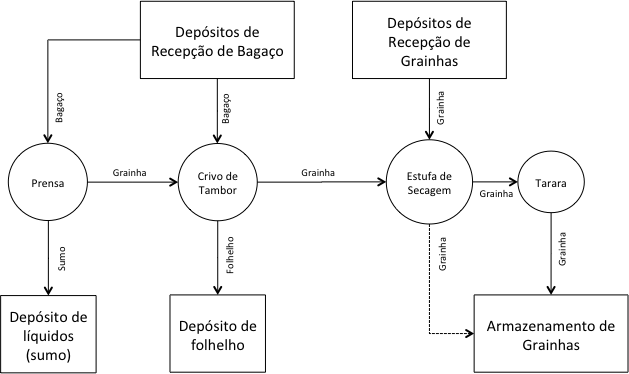 Depósitos de
Recepção de Bagaço
Depósitos de
Recepção de
Grainhas
Bagaço
Bagaço
Grainha
Prensa
Grainha
Crivo de
Tambor
Grainha
Estufa de
Secagem
Grainha
Tarara
Sumo
Folhelho
Grainha
Grainha
Depósito de
líquidos
(sumo)
Depósito de
folhelho
Armazenamento de
Grainhas